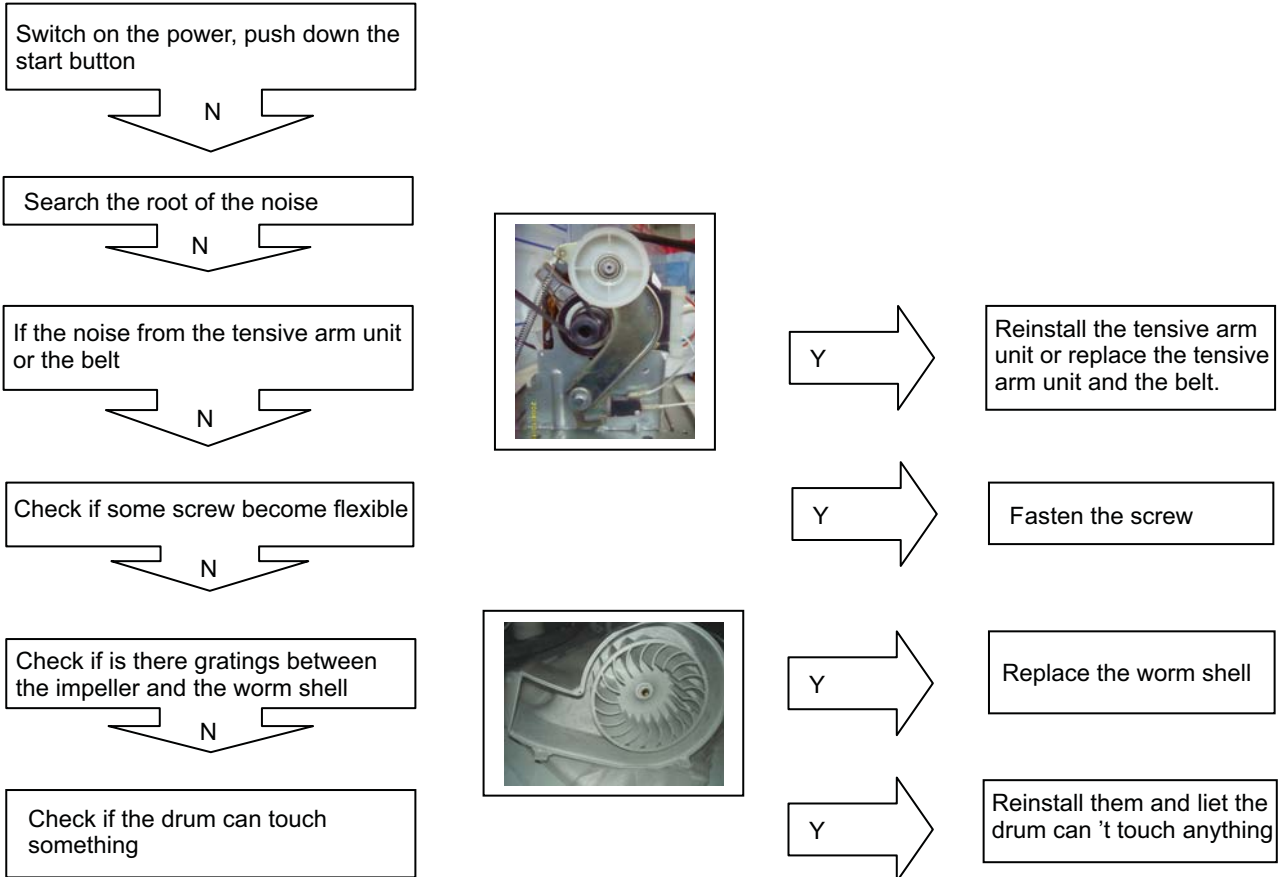 Switch on the power, push down the
start button
N
Search the root of the noise
N
If the noise from the tensive arm unit
or the belt
Y
Reinstall the tensive arm
unit or replace the tensive
arm unit and the belt.
N
Check if some screw become flexible
Y
Fasten the screw
N
Check if is there gratings between
the impeller and the worm shell
Y
Replace the worm shell
N
Check if the drum can touch
something
Y
Reinstall them and liet the
drum can 't touch anything